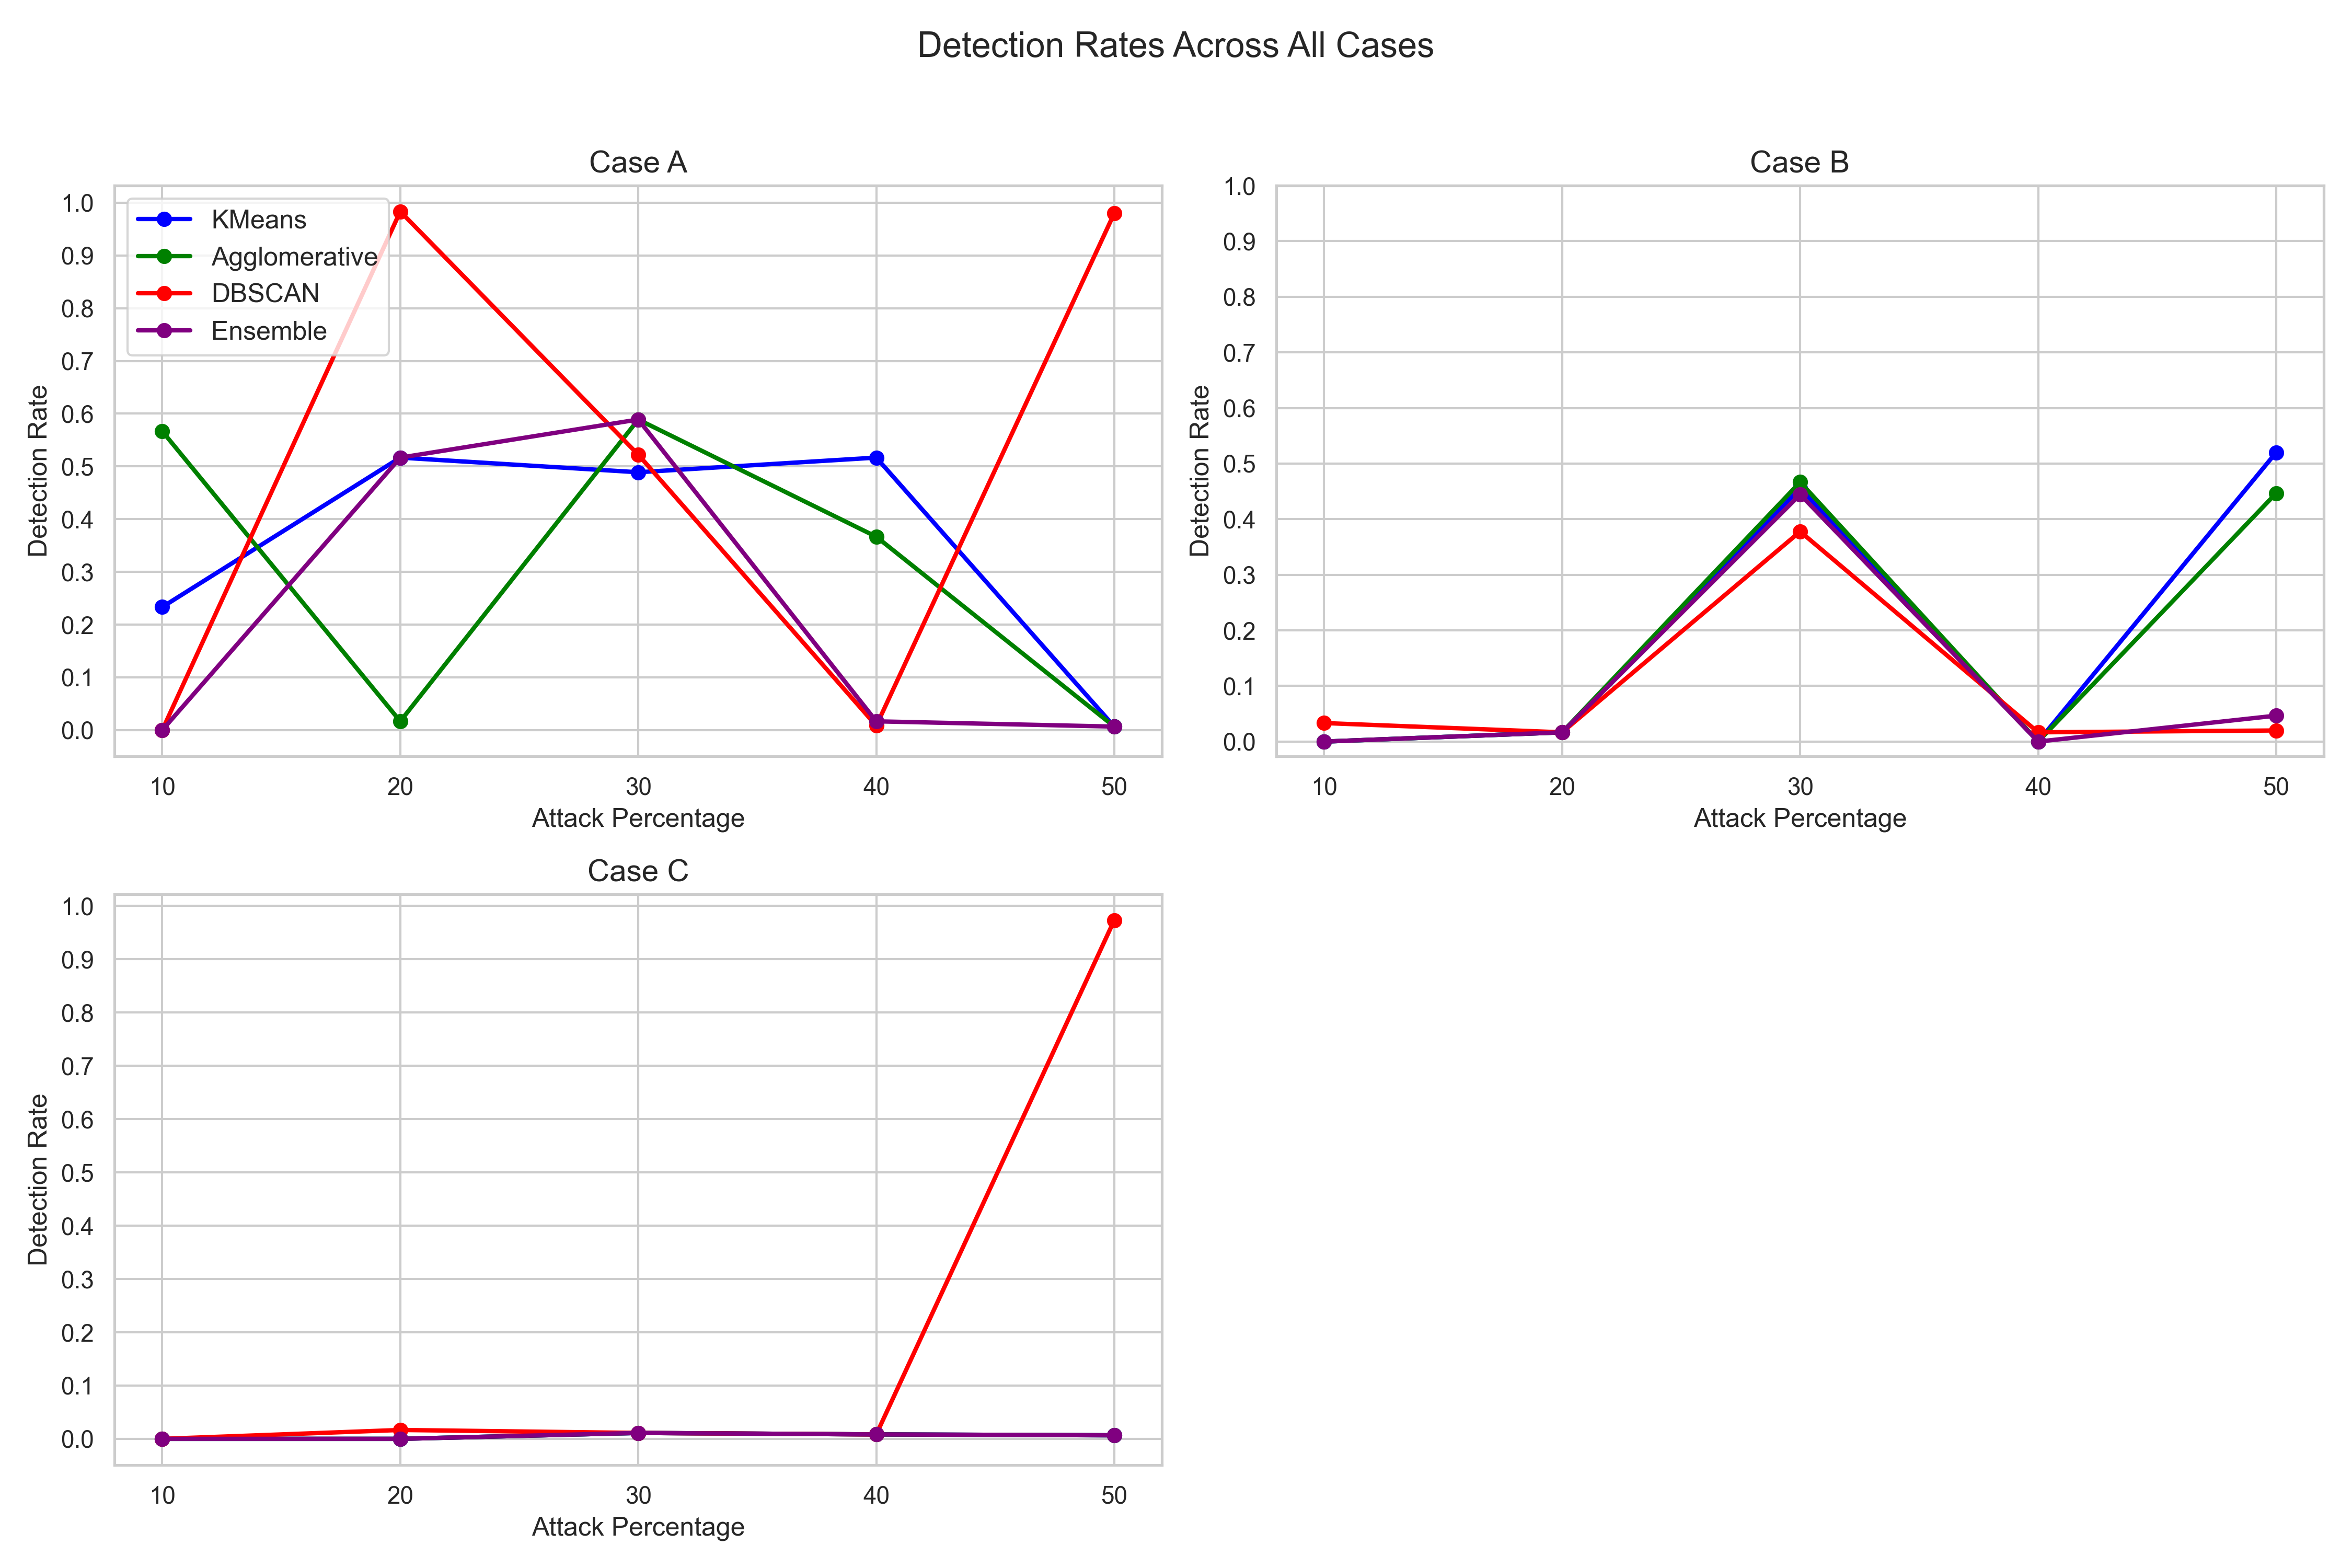 Detection Rates Across All Cases
Case A
1.0
0.9
0.8
0.7
0.6
0.5
0.4
0.3
0.2
0.1
0.0
Detection Rate
KMeans
Agglomerative
DBSCAN
Ensemble
10 20 30 40 50
Attack Percentage
Case B
1.0
0.9
0.8
0.7
0.6
0.5
0.4
0.3
0.2
0.1
0.0
Detection Rate
10 20 30 40 50
Attack Percentage
Case C
1.0
0.9
0.8
0.7
0.6
0.5
0.4
0.3
0.2
0.1
0.0
Detection Rate
10 20 30 40 50
Attack Percentage